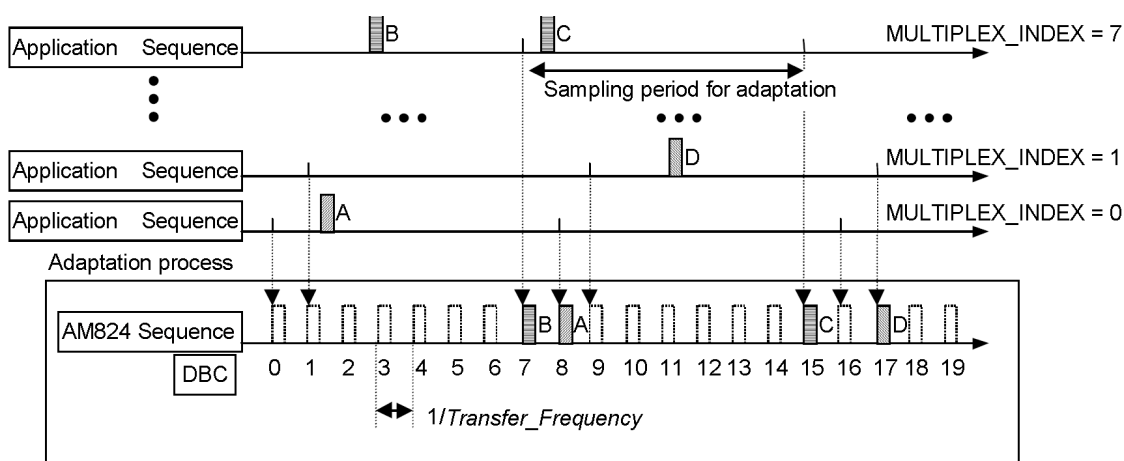 B
C
MULTIPLEX_INDEX = 7
Application Sequence
Sampling period for adaptation
D
MULTIPLEX_INDEX = 1
Application Sequence
A
MULTIPLEX_INDEX = 0
Application Sequence
Adaptation process
AM824 Sequence
B A C D
DBC
0 1 2 3 4 5 6 7 8 9 10 11 12 13 14 15 16 17 18 19
1/Transfer_Frequency